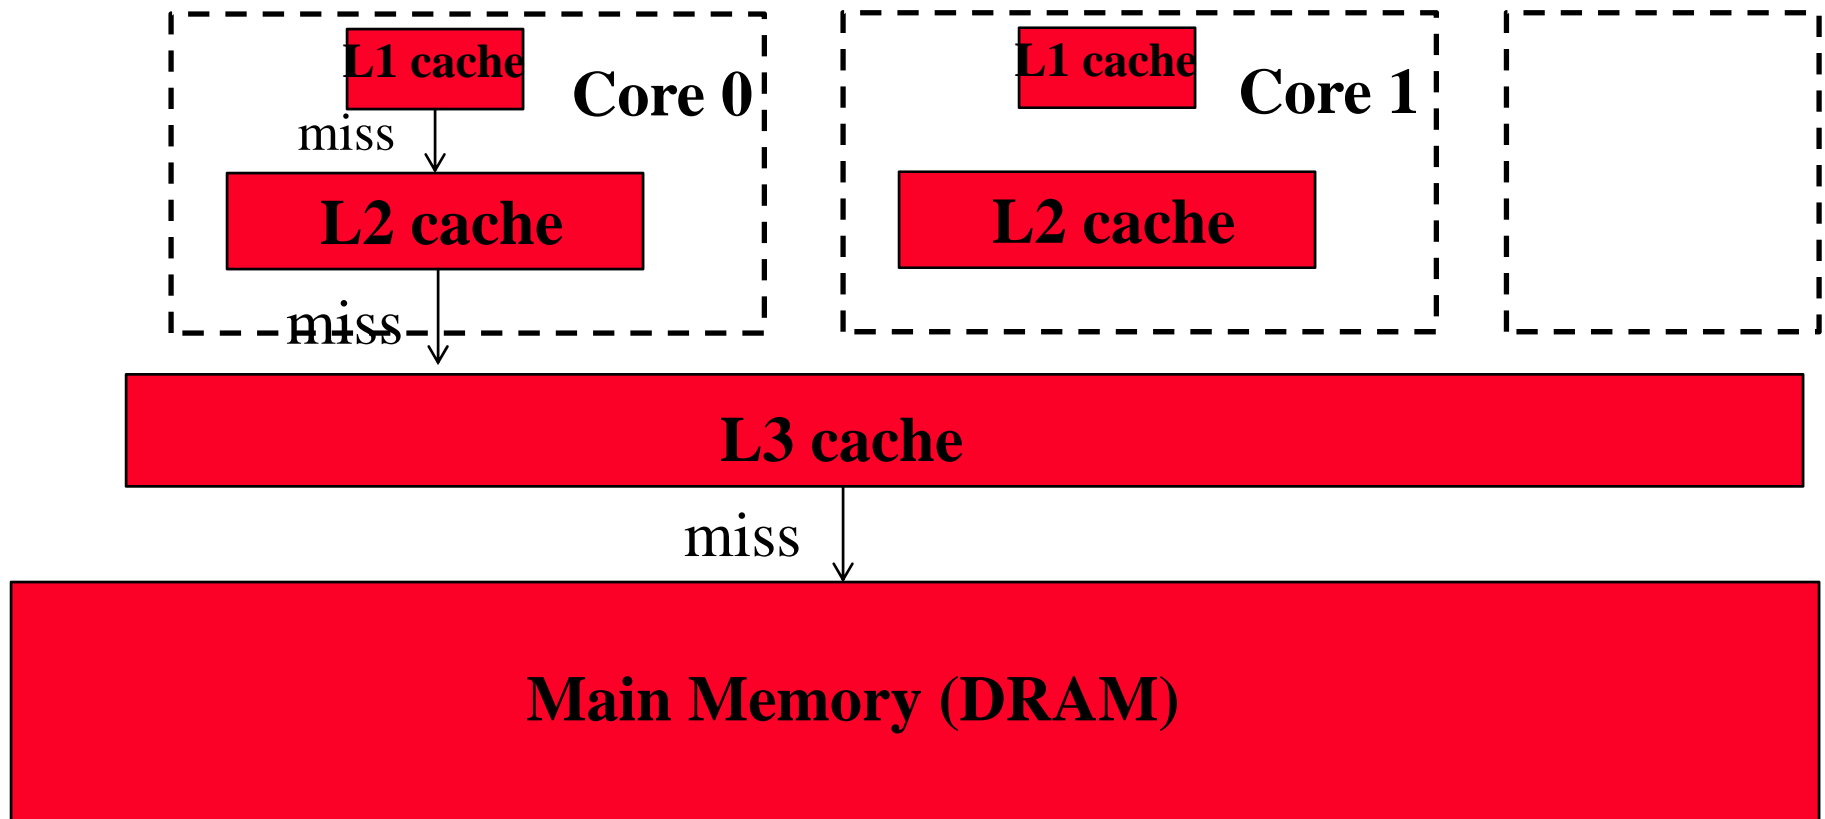 L1 cache
Core 0
L1 cache
Core 1
miss
L2 cache
L2 cache
miss
L3 cache
miss
Main Memory (DRAM)